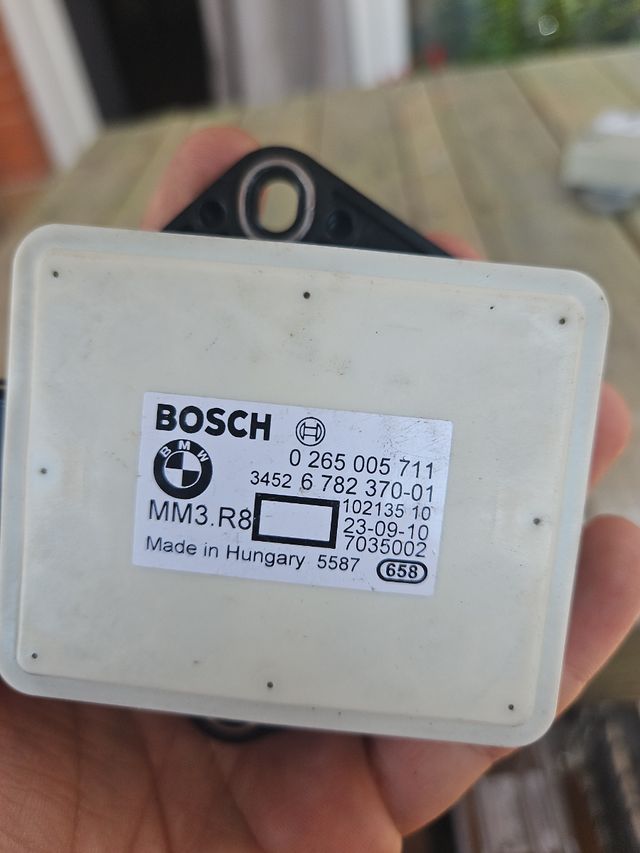 BOSCH
0 265 005 711
BMW
3452 6 782 370-01
102135 10
MM3.R8
23-09-10
7035002
Made in Hungary 5587 658